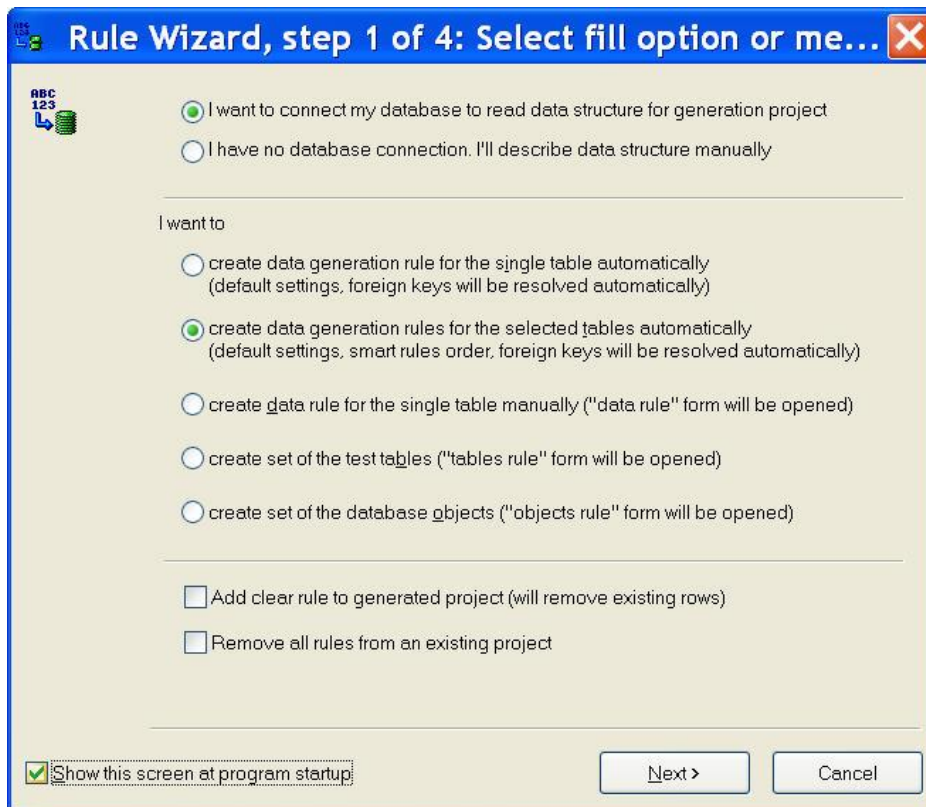 Rule Wizard, step 1 of 4: Select fill option or me...
ABC
123
I want to connect my database to read data structure for generation project
I have no database connection. I'll describe data structure manually
I want to
create data generation rule for the single table automatically
(default settings, foreign keys will be resolved automatically)
create data generation rules for the selected tables automatically
(default settings, smart rules order, foreign keys will be resolved automatically)
create data rule for the single table manually ("data rule" form will be opened)
create set of the test tables ("tables rule" form will be opened)
create set of the database objects ("objects rule" form will be opened)
Add clear rule to generated project (will remove existing rows)
Remove all rules from an existing project
Show this screen at program startup
Next >
Cancel